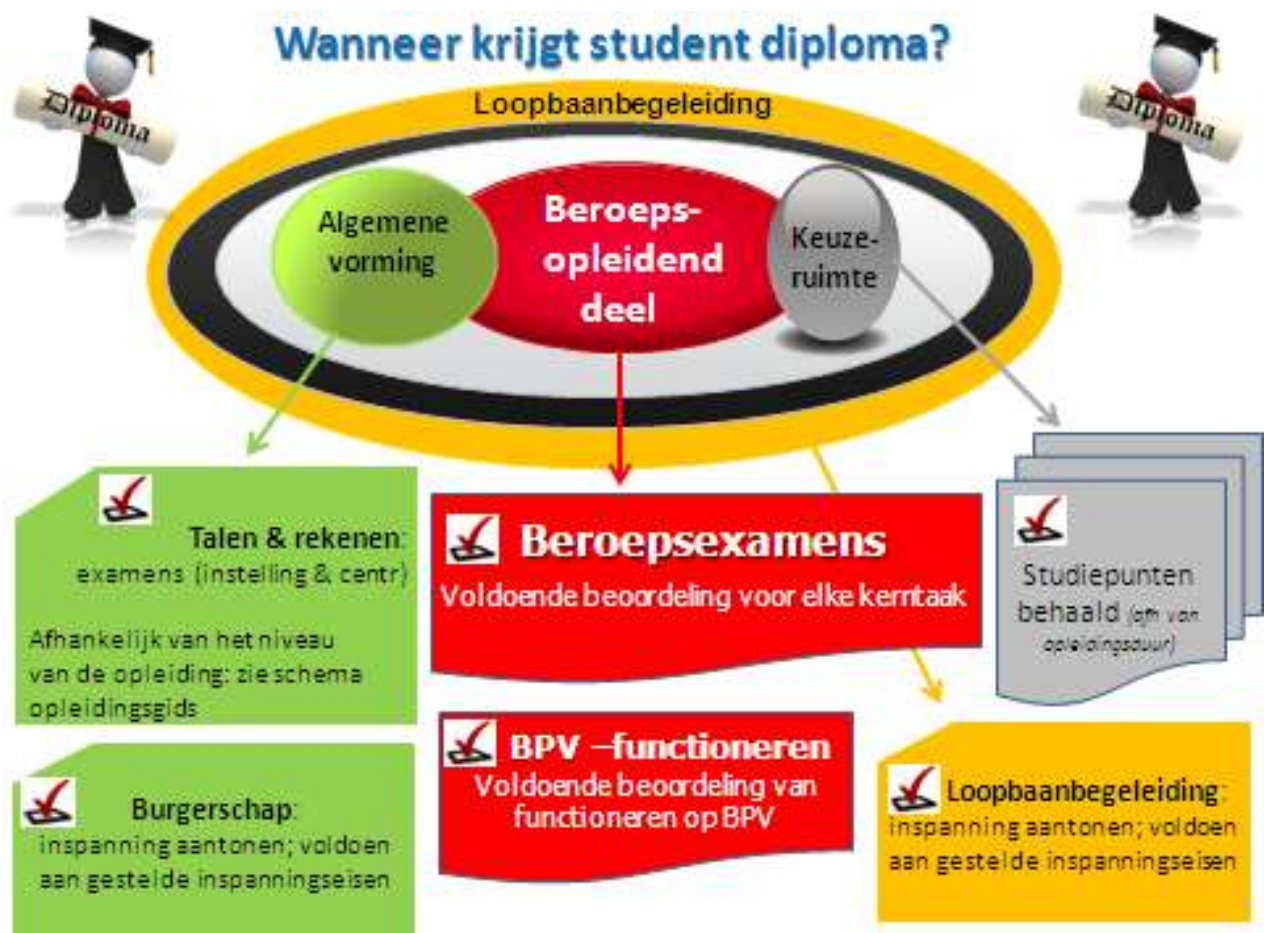 Wanneer krijgt student diploma?
Diploma
Diploma
Loopbaanbegeleiding
Algemene
vorming
Beroeps-
opleidend
deel
Keuze-
ruimte
Talen & rekenen:
examens (instelling & centr)
Afhankelijk van het niveau
van de opleiding: zie schema
opleidingsgids
Beroepsexamens
Voldoende beoordeling voor elke kerntaak
Studiepunten
behaald (afh van
opleidingsduur)
Burgerschap:
inspanning aantonen; voldoen
aan gestelde inspanningseisen
BPV –functioneren
Voldoende beoordeling van
functioneren op BPV
Loopbaanbegeleiding:
inspanning aantonen; voldoen
aan gestelde inspanningseisen